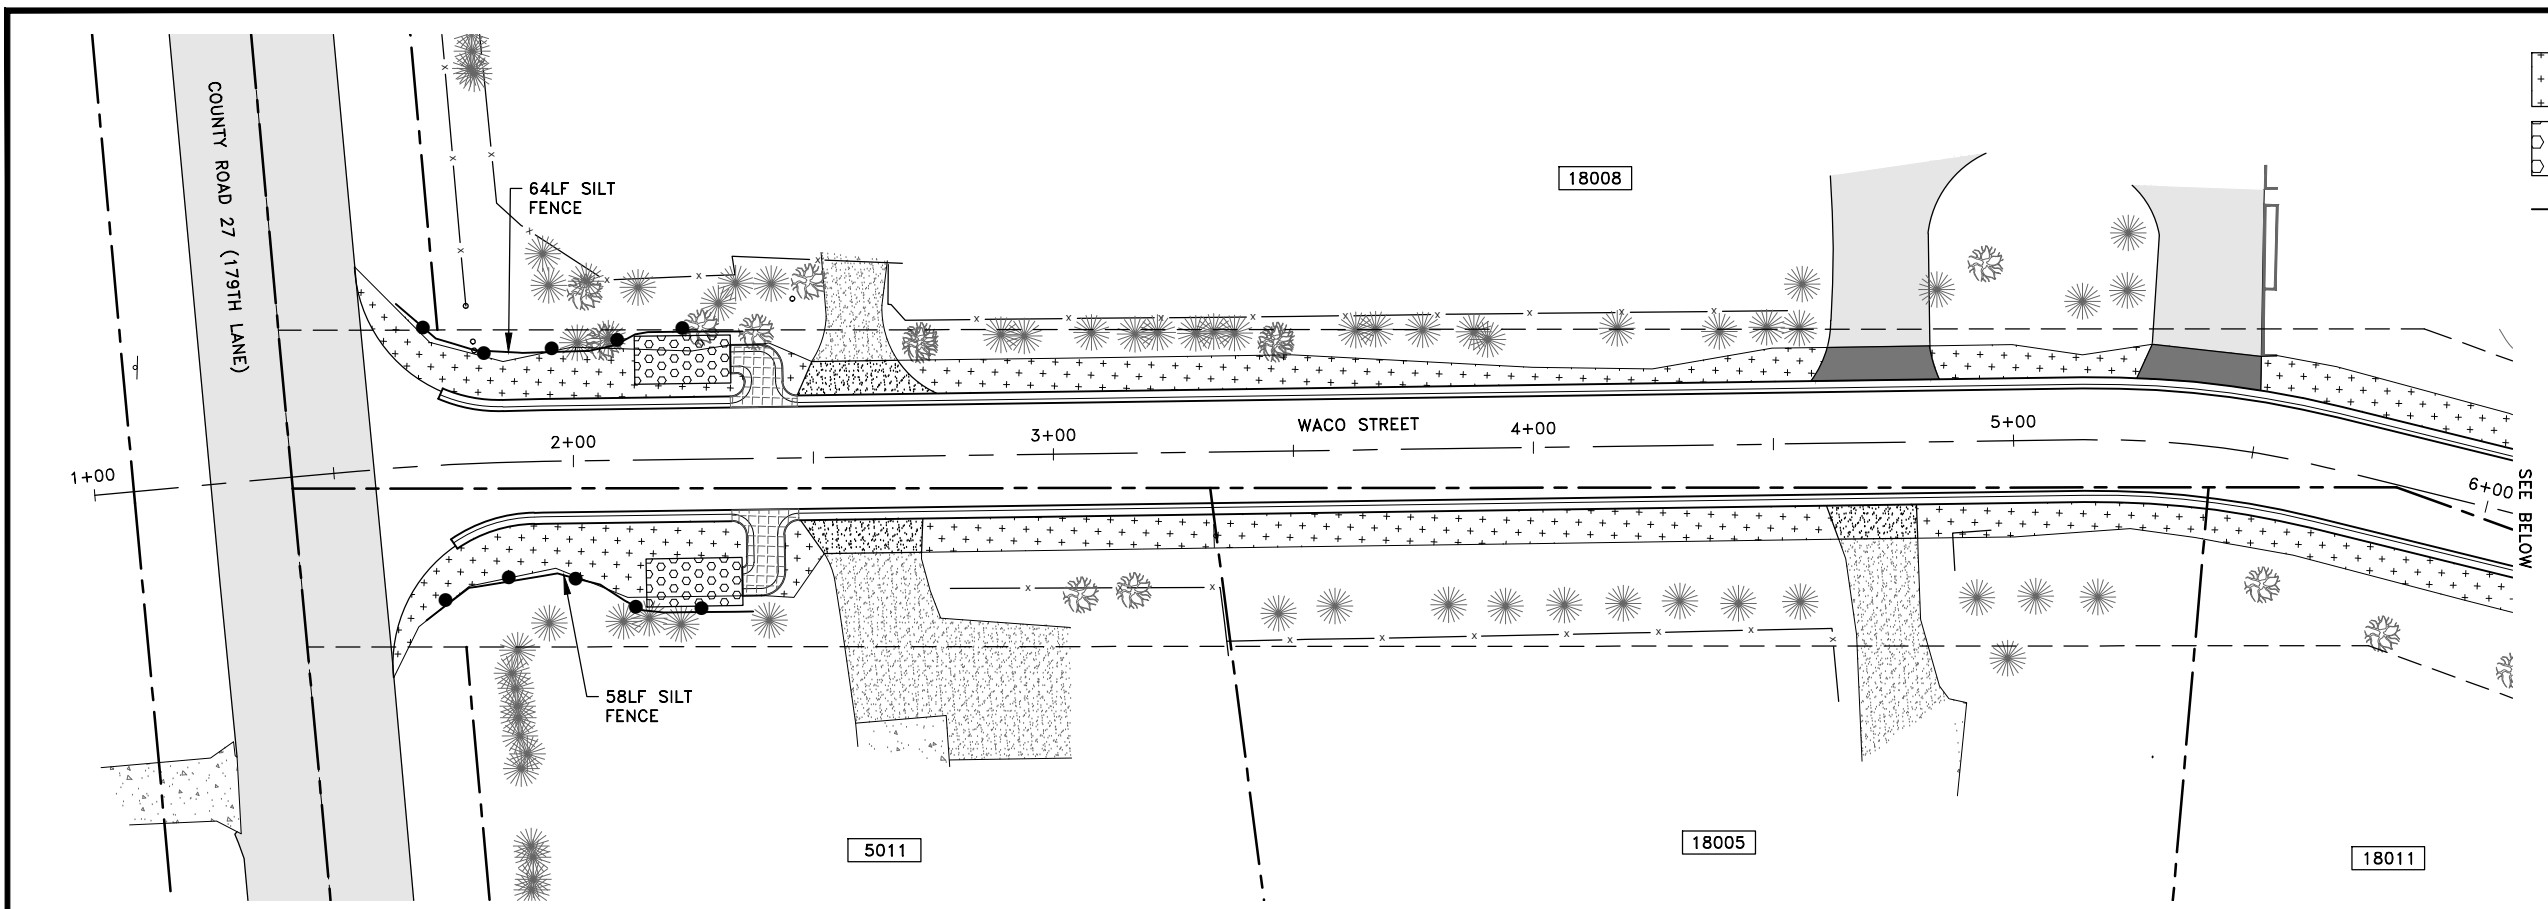 COUNTY ROAD 27 (179TH LANE)
64LF SILT
FENCE
18008
WACO STREET
1+00
2+00
3+00
4+00
5+00
6+00
SEE BELOW
58LF SILT
FENCE
5011
18005
18011